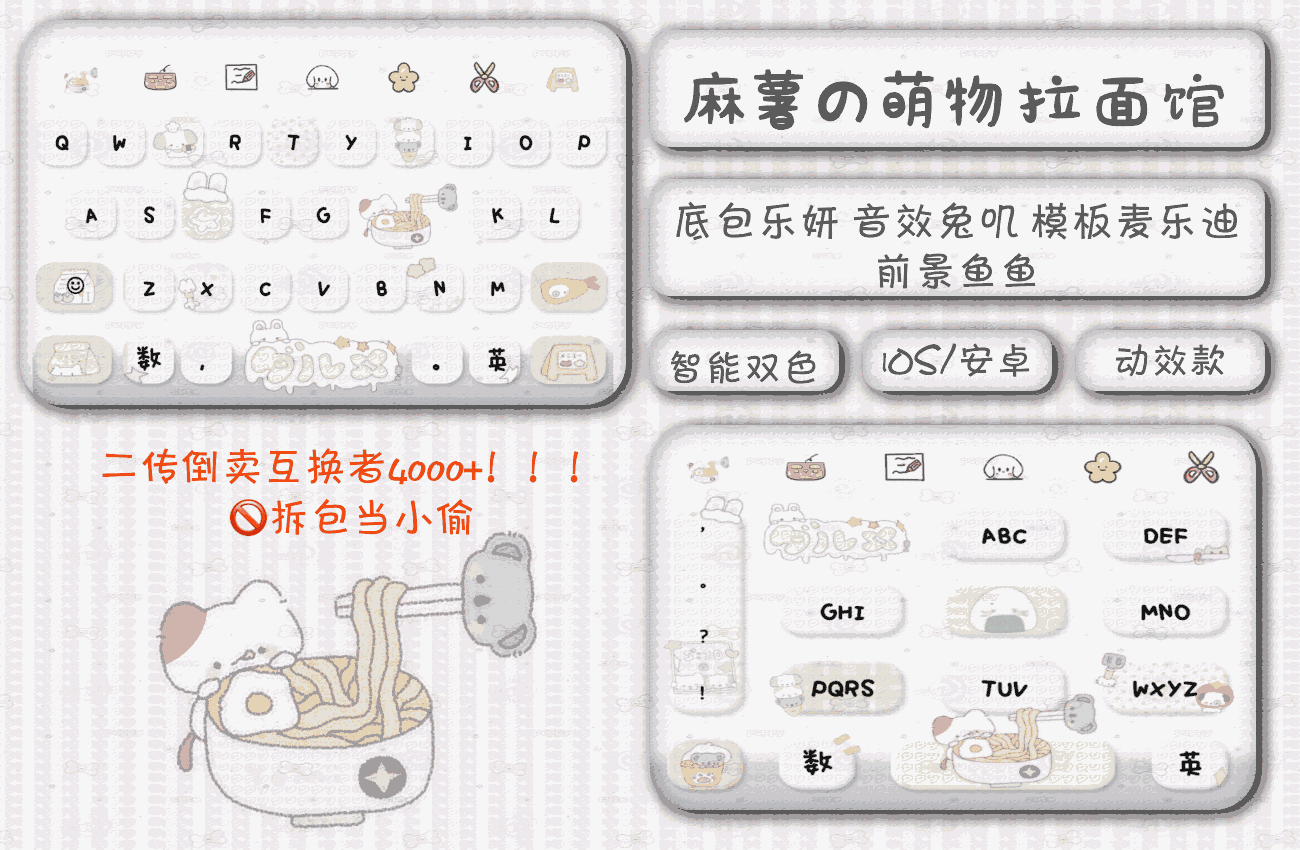 麻薯の萌物拉面馆
底包乐妍 音效兔叽 模板麦乐迪
前景鱼鱼
智能双色
iOS/安卓
动效款
Q W R T Y I O P
A S F G K L
Z X C V B N M
数 , 。 英
二传倒卖互换者4000+！！！
🚫拆包当小偷
,
ABC
DEF
。
GHI
MNO
?
PQRS
TUV
WXYZ
!
数
英